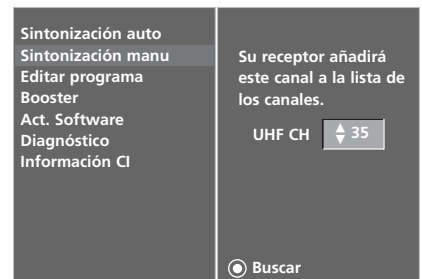 Sintonización auto
Sintonización manu
Editar programa
Booster
Act. Software
Diagnóstico
Información CI
Su receptor añadirá
este canal a la lista de
los canales.
UHF CH 35
Buscar